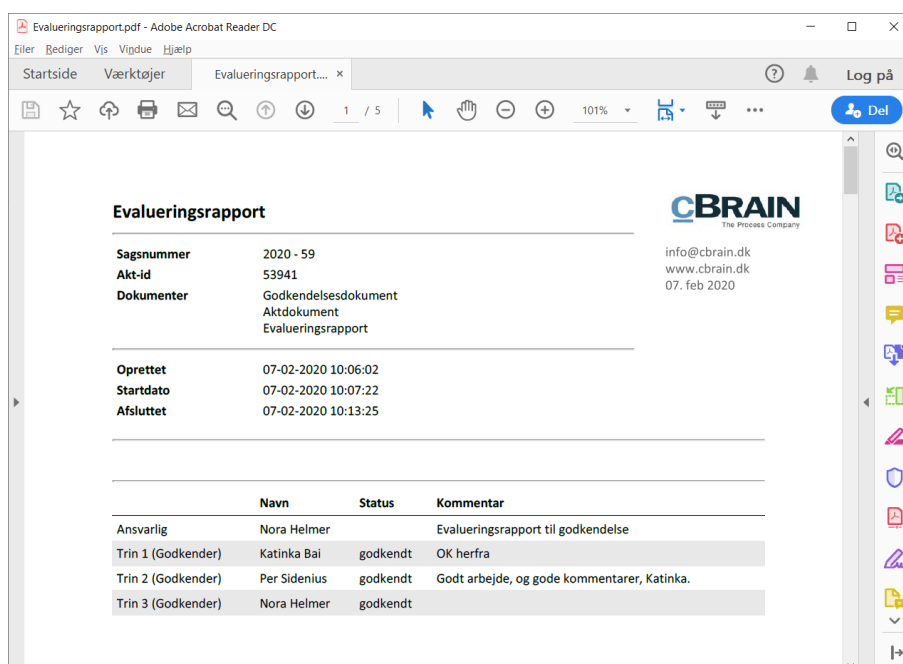 Evalueringsrapport.pdf - Adobe Acrobat Reader DC
Eiler Rediger Vis Vindue Hjælp
Startside Værktøjer Evalueringsrapport.... × Log på
1 / 5 101% Del
Evalueringsrapport
cBRAIN
The Process Company
Sagsnummer 2020 - 59
Akt-id 53941
Dokumenter Godkendelsesdokument
Aktdokument
Evalueringsrapport
info@cbrain.dk
www.cbrain.dk
07. feb 2020
Oprettet 07-02-2020 10:06:02
Startdato 07-02-2020 10:07:22
Afsluttet 07-02-2020 10:13:25
Navn Status Kommentar
Ansvarlig Nora Helmer Evalueringsrapport til godkendelse
Trin 1 (Godkender) Katinka Bai godkendt OK herfra
Trin 2 (Godkender) Per Sidenius godkendt Godt arbejde, og gode kommentarer, Katinka.
Trin 3 (Godkender) Nora Helmer godkendt